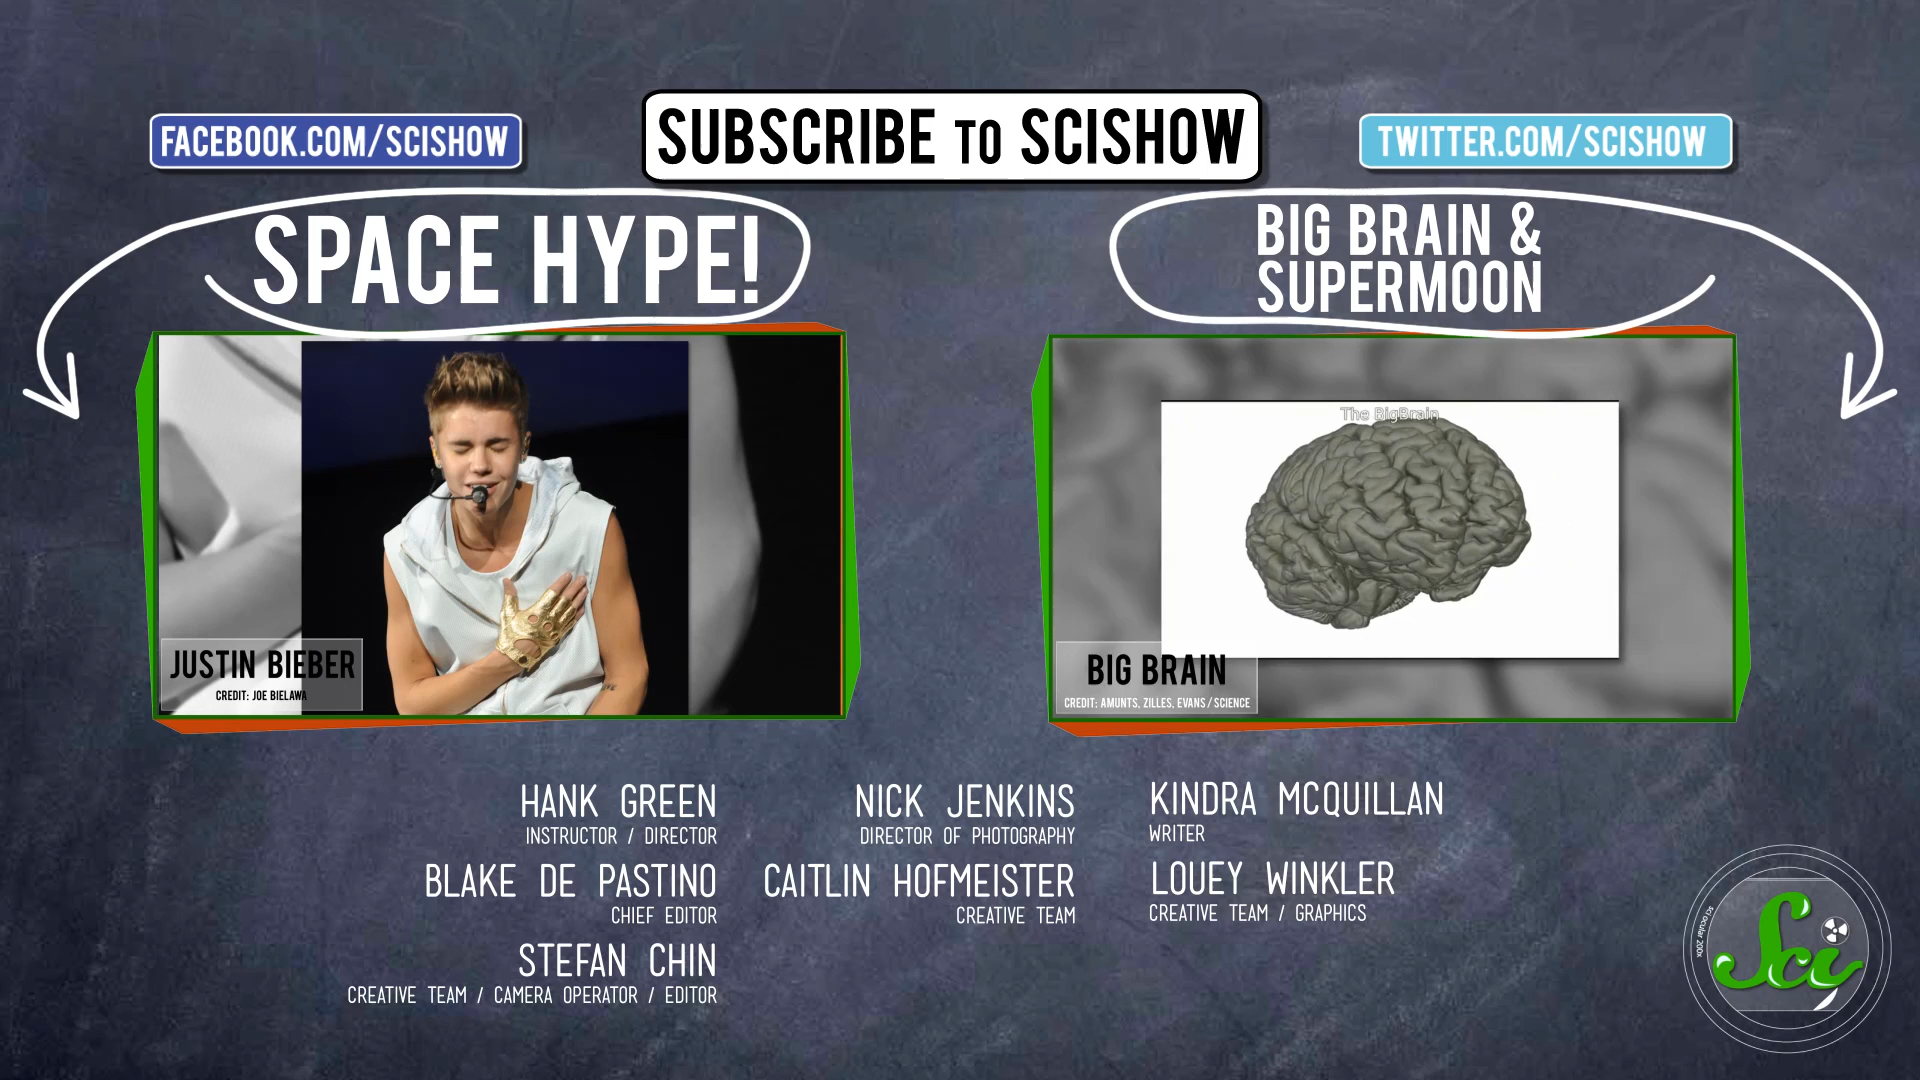 FACEBOOK.COM/SCISHOW
SUBSCRIBE TO SCISHOW
TWITTER.COM/SCISHOW
SPACE HYPE!
BIG BRAIN &
SUPERMOON
JUSTIN BIEBER
CREDIT: JOE BIELAWA
The BigBrain
BIG BRAIN
CREDIT: AMUNTS, ZILLES, EVANS/SCIENCE
HANK GREEN
INSTRUCTOR / DIRECTOR
BLAKE DE PASTINO
CHIEF EDITOR
STEFAN CHIN
CREATIVE TEAM / CAMERA OPERATOR / EDITOR
NICK JENKINS
DIRECTOR OF PHOTOGRAPHY
CAITLIN HOFMEISTER
CREATIVE TEAM
KINDRA MCQUILLAN
WRITER
LOUEY WINKLER
CREATIVE TEAM / GRAPHICS
sci ocular 200x
Sci